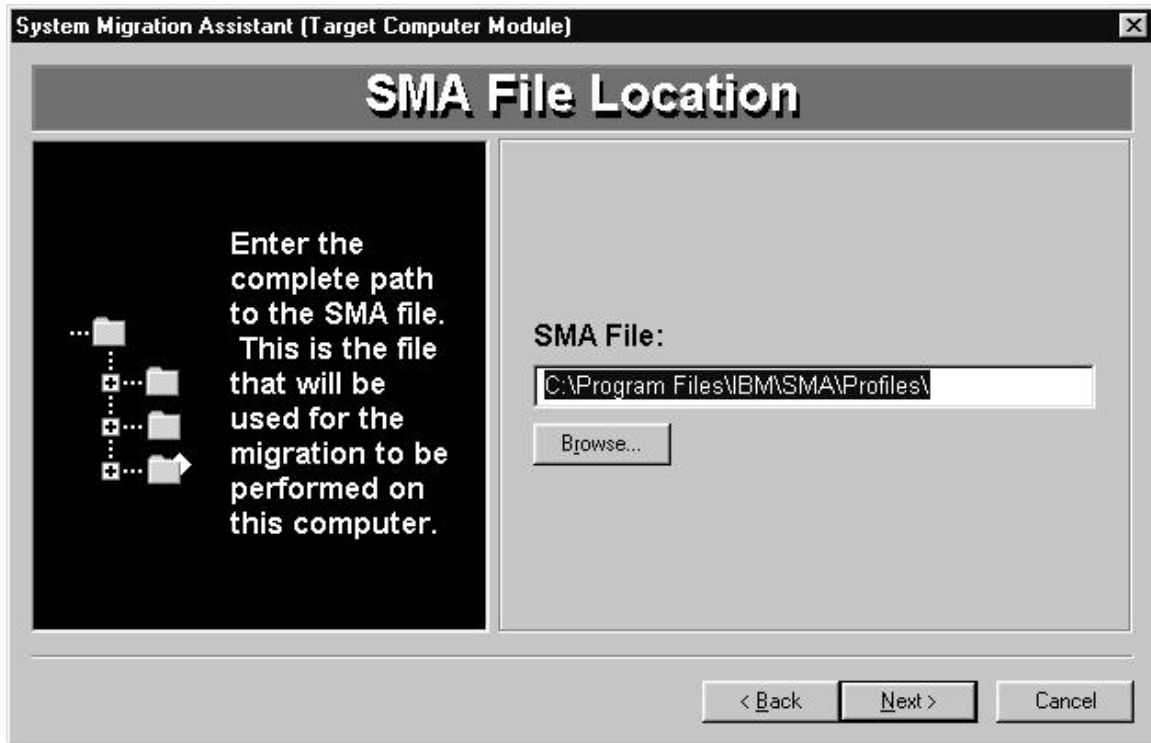 System Migration Assistant (Target Computer Module)
SMA File Location
Enter the
complete path
to the SMA file.
This is the file
that will be
used for the
migration to be
performed on
this computer.
SMA File:
C:\Program Files\IBM\SMA\Profiles\
Browse...
< Back
Next >
Cancel